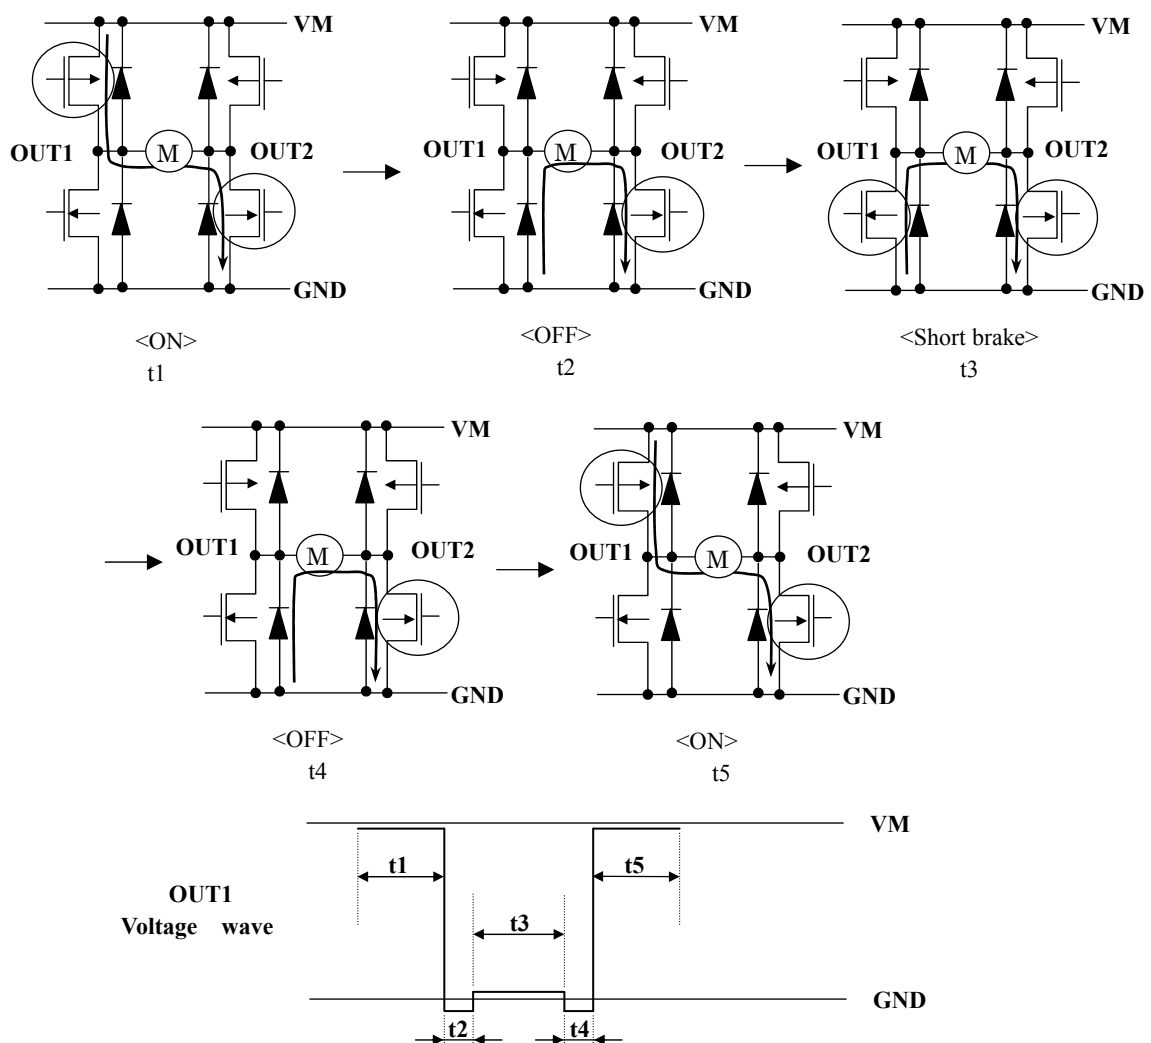 VM
OUT1
M
OUT2
GND
<ON>
t1
VM
OUT1
M
OUT2
GND
<OFF>
t2
VM
OUT1
M
OUT2
GND
<Short brake>
t3
VM
OUT1
M
OUT2
GND
<OFF>
t4
VM
OUT1
M
OUT2
GND
<ON>
t5
VM
t1
t5
OUT1
Voltage wave
t3
GND
t2
t4